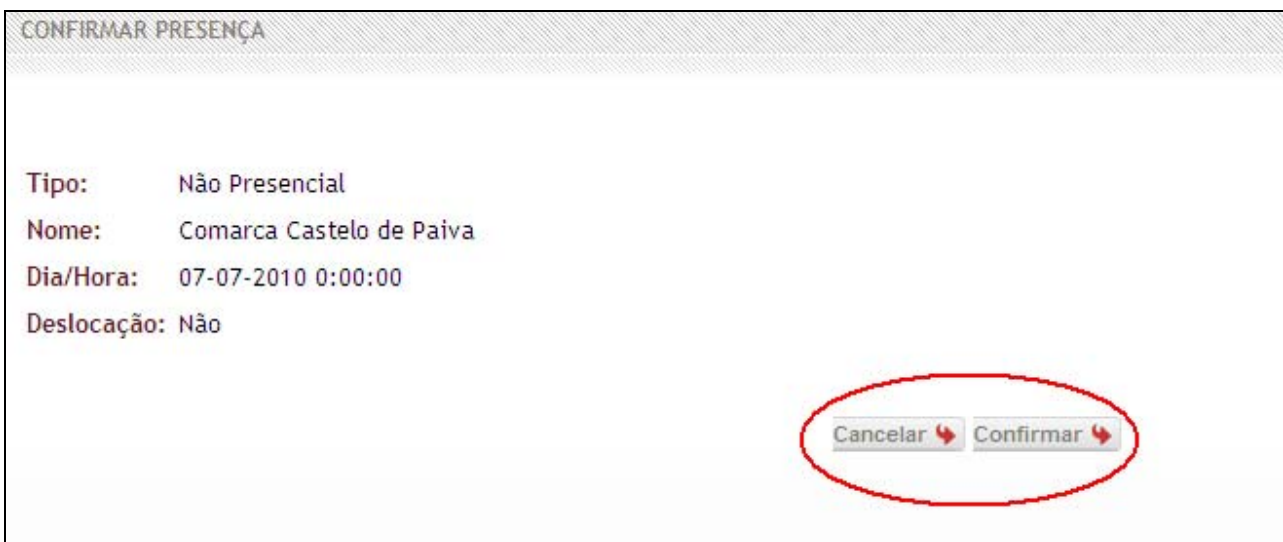 CONFIRMAR PRESENÇA
Tipo: Não Presencial
Nome: Comarca Castelo de Paiva
Dia/Hora: 07-07-2010 0:00:00
Deslocação: Não
Cancelar Confirmar